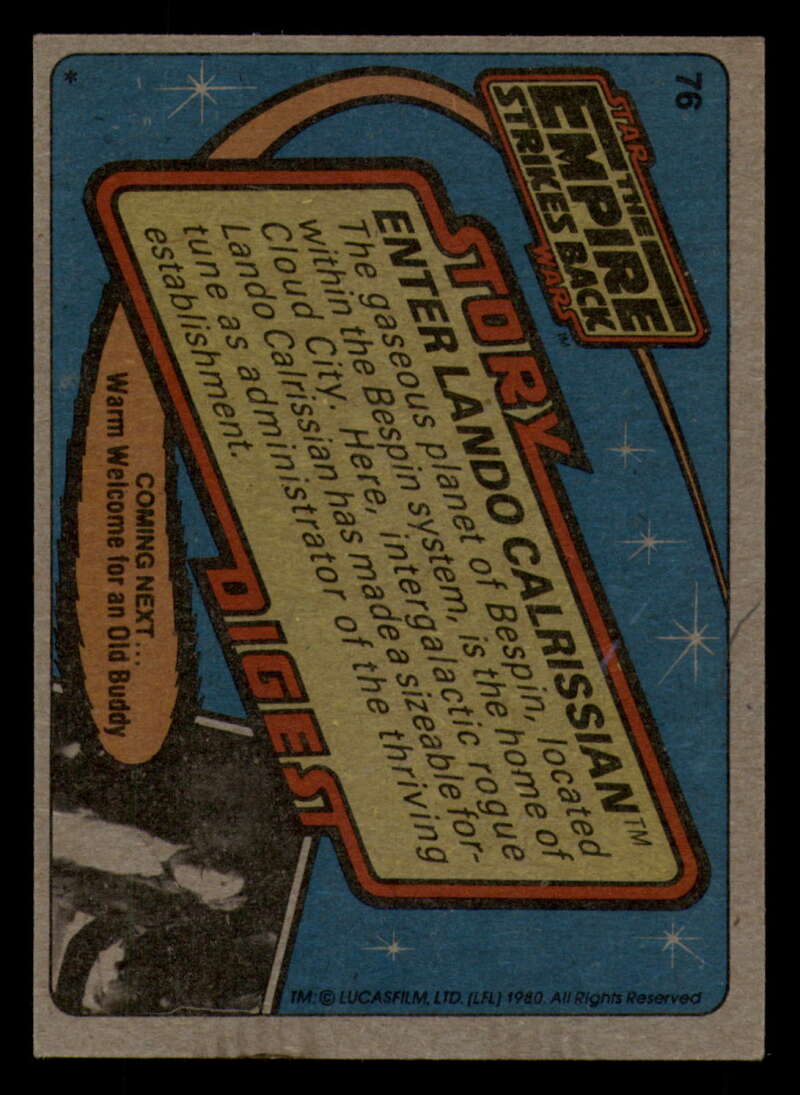 76
STAR
THE
EMPIRE
STRIKES BACK
WARS™
STORY
ENTER LANDO CALRISSIAN™
The gaseous planet of Bespin, located
within the Bespin system, is the home of
Cloud City. Here, intergalactic rogue
Lando Calrissian has made a sizeable for-
tune as administrator of the thriving
establishment.
DIGEST
COMING NEXT...
Warm Welcome for an Old Buddy
*
TM: © LUCASFILM, LTD. (LFL) 1980. All Rights Reserved